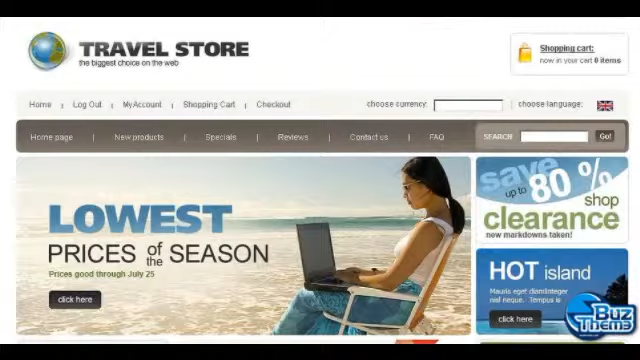 TRAVEL STORE
the biggest choice on the web
Shopping cart:
now in your cart 0 items
Home Log Out My Account Shopping Cart Checkout
choose currency: choose language:
Home page New products Specials Reviews Contact us FAQ
SEARCH Go!
LOWEST
PRICES of the SEASON
Prices good through July 25
click here
save up to 80 %
shop
clearance
new markdowns taken!
HOT island
Mauris eget diam
nisl neque. Tempus is
click here
Buz
Them3